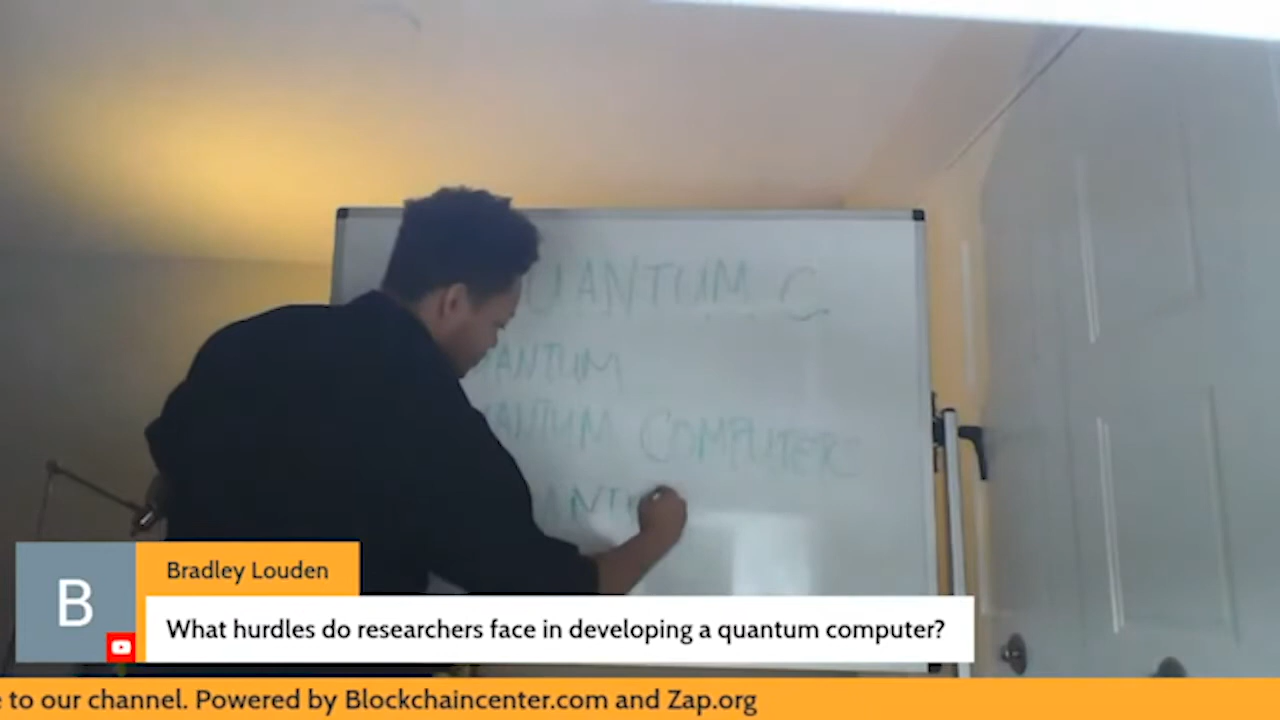 UANTUM C
ANTUM
ANTUM COMPUTER
ANT
B
Bradley Louden
What hurdles do researchers face in developing a quantum computer?
to our channel. Powered by Blockchaincenter.com and Zap.org